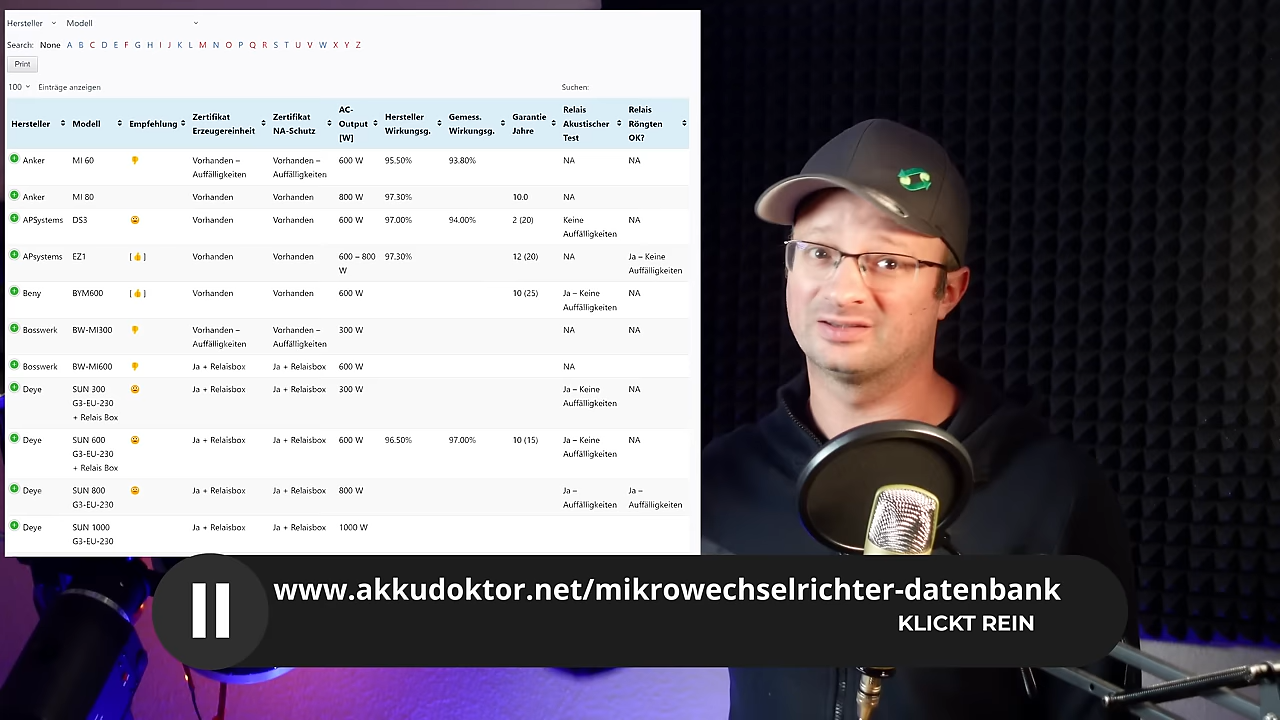 Hersteller Modell
Search: None A B C D E F G H I J K L M N O P Q R S T U V W X Y Z
Print
100 Einträge anzeigen Suchen:
Hersteller Modell Empfehlung Zertifikat Erzeugereinheit Zertifikat NA-Schutz AC-Output [W] Hersteller Wirkungsg. Gemess. Wirkungsg. Garantie Jahre Relais Akustischer Test Relais Röngten OK?
Anker MI 60 👎 Vorhanden – Auffälligkeiten Vorhanden – Auffälligkeiten 600 W 95.50% 93.80% NA NA
Anker MI 80 Vorhanden Vorhanden 800 W 97.30% 10.0 NA
APSystems DS3 😐 Vorhanden Vorhanden 600 W 97.00% 94.00% 2 (20) Keine Auffälligkeiten NA
APsystems EZ1 [👍] Vorhanden Vorhanden 600 – 800 W 97.30% 12 (20) NA Ja – Keine Auffälligkeiten
Beny BYM600 [👍] Vorhanden Vorhanden 600 W 10 (25) Ja – Keine Auffälligkeiten NA
Bosswerk BW-MI300 👎 Vorhanden – Auffälligkeiten Vorhanden – Auffälligkeiten 300 W NA NA
Bosswerk BW-MI600 👎 Ja + Relaisbox Ja + Relaisbox 600 W NA
Deye SUN 300 G3-EU-230 + Relais Box 😐 Ja + Relaisbox Ja + Relaisbox 300 W Ja – Keine Auffälligkeiten NA
Deye SUN 600 G3-EU-230 + Relais Box 😐 Ja + Relaisbox Ja + Relaisbox 600 W 96.50% 97.00% 10 (15) Ja – Keine Auffälligkeiten NA
Deye SUN 800 G3-EU-230 😐 Ja + Relaisbox Ja + Relaisbox 800 W Ja – Auffälligkeiten Ja – Auffälligkeiten
Deye SUN 1000 G3-EU-230 Ja + Relaisbox Ja + Relaisbox 1000 W
www.akkudoktor.net/mikrowechselrichter-datenbank
KLICKT REIN